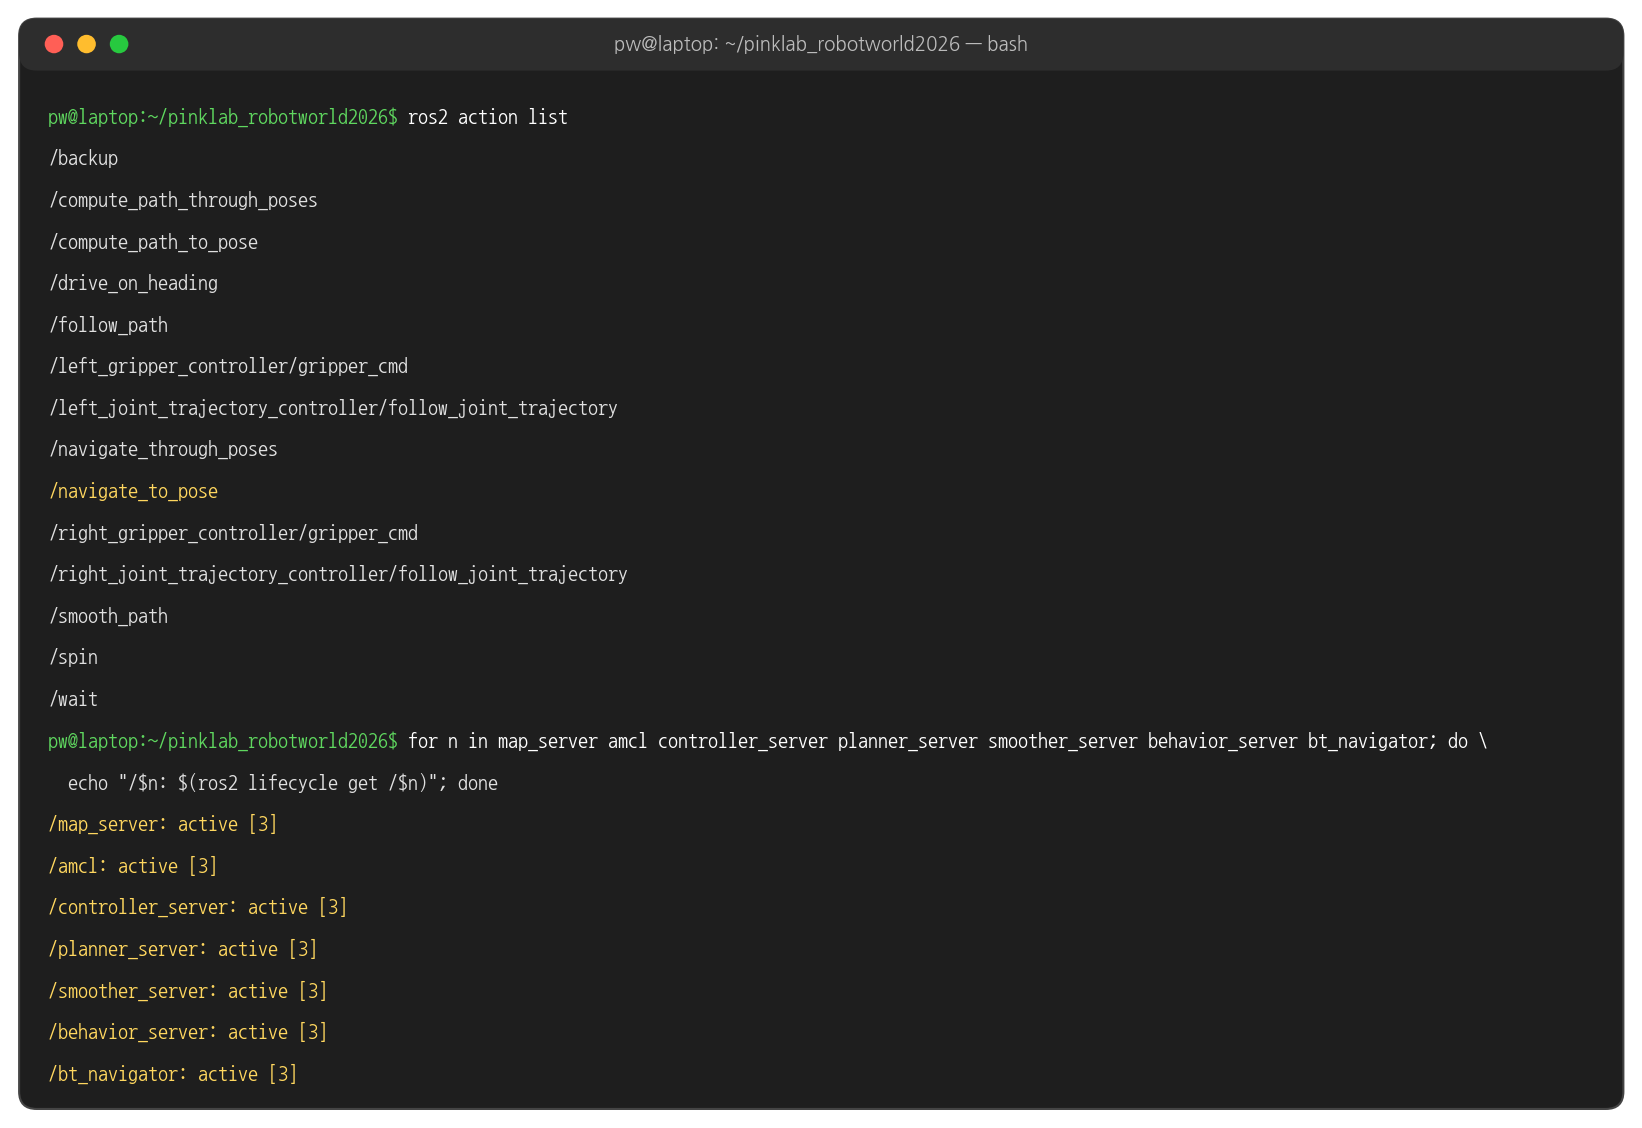 pw@laptop: ~/pinklab_robotworld2026 — bash
pw@laptop:~/pinklab_robotworld2026$ ros2 action list
/backup
/compute_path_through_poses
/compute_path_to_pose
/drive_on_heading
/follow_path
/left_gripper_controller/gripper_cmd
/left_joint_trajectory_controller/follow_joint_trajectory
/navigate_through_poses
/navigate_to_pose
/right_gripper_controller/gripper_cmd
/right_joint_trajectory_controller/follow_joint_trajectory
/smooth_path
/spin
/wait
pw@laptop:~/pinklab_robotworld2026$ for n in map_server amcl controller_server planner_server smoother_server behavior_server bt_navigator; do \
  echo "/$n: $(ros2 lifecycle get /$n)"; done
/map_server: active [3]
/amcl: active [3]
/controller_server: active [3]
/planner_server: active [3]
/smoother_server: active [3]
/behavior_server: active [3]
/bt_navigator: active [3]